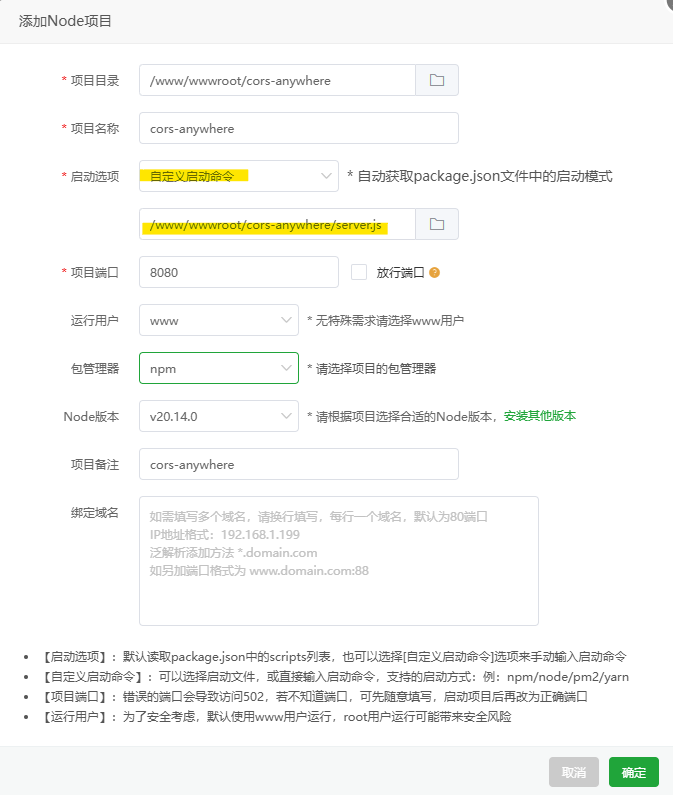 添加Node项目
* 项目目录 /www/wwwroot/cors-anywhere
* 项目名称 cors-anywhere
* 启动选项 自定义启动命令 * 自动获取package.json文件中的启动模式
/www/wwwroot/cors-anywhere/server.js
* 项目端口 8080 放行端口 ?
运行用户 www * 无特殊需求请选择www用户
包管理器 npm * 请选择项目的包管理器
Node版本 v20.14.0 * 请根据项目选择合适的Node版本，安装其他版本
项目备注 cors-anywhere
绑定域名 如需填写多个域名，请换行填写，每行一个域名，默认为80端口
IP地址格式：192.168.1.199
泛解析添加方法 *.domain.com
如另加端口格式为 www.domain.com:88
• 【启动选项】：默认读取package.json中的scripts列表，也可以选择[自定义启动命令]选项来手动输入启动命令
• 【自定义启动命令】：可以选择启动文件，或直接输入启动命令，支持的启动方式：例：npm/node/pm2/yarn
• 【项目端口】：错误的端口会导致访问502，若不知道端口，可先随意填写，启动项目后再改为正确端口
• 【运行用户】：为了安全考虑，默认使用www用户运行，root用户运行可能带来安全风险
取消 确定